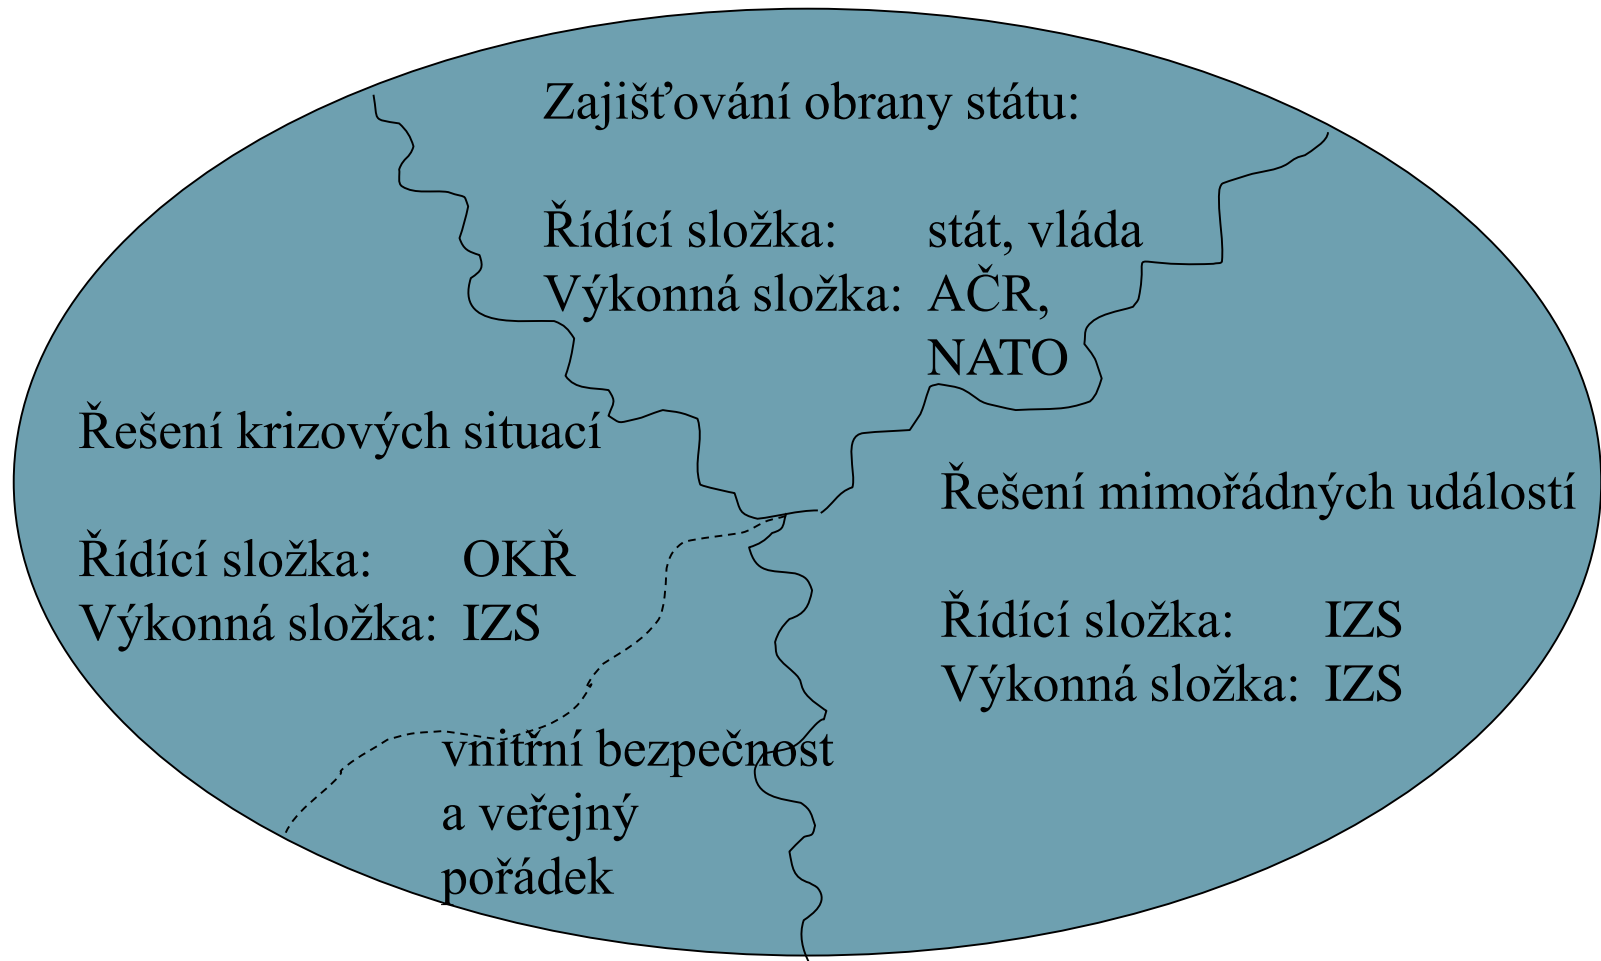 Zajišťování obrany státu:
Řídící složka: stát, vláda
Výkonná složka: AČR,
NATO
Řešení krizových situací
Řídící složka: OKŘ
Výkonná složka: IZS
Řešení mimořádných událostí
Řídící složka: IZS
Výkonná složka: IZS
vnitřní bezpečnost
a veřejný
pořádek